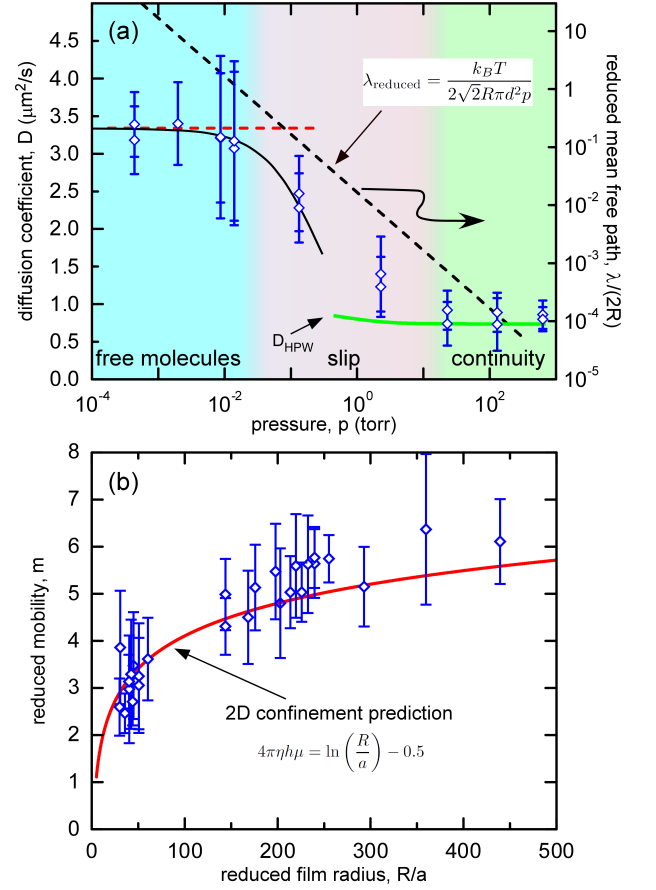 (a)
4.5
4.0
3.5
3.0
2.5
2.0
1.5
1.0
0.5
0.0
diffusion coefficient, D (μm²/s)
10
1
10⁻¹
10⁻²
10⁻³
10⁻⁴
10⁻⁵
reduced mean free path, λ/(2R)
λ_reduced = k_B T / (2√2Rπd²p)
D_HPW
free molecules
slip
continuity
10⁻⁴
10⁻²
10⁰
10²
pressure, p (torr)
(b)
8
7
6
5
4
3
2
1
0
reduced mobility, m
2D confinement prediction
4πηhμ = ln(R/a) − 0.5
0
100
200
300
400
500
reduced film radius, R/a